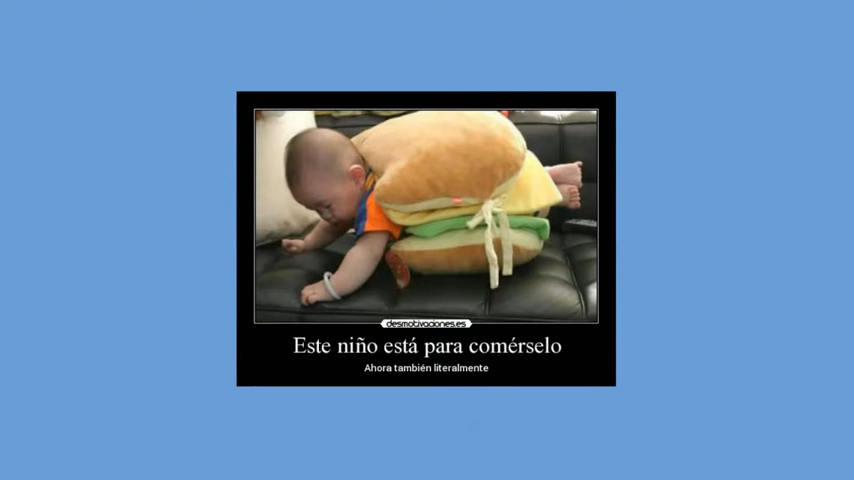 desmotivaciones.es
Este niño está para comérselo
Ahora también literalmente